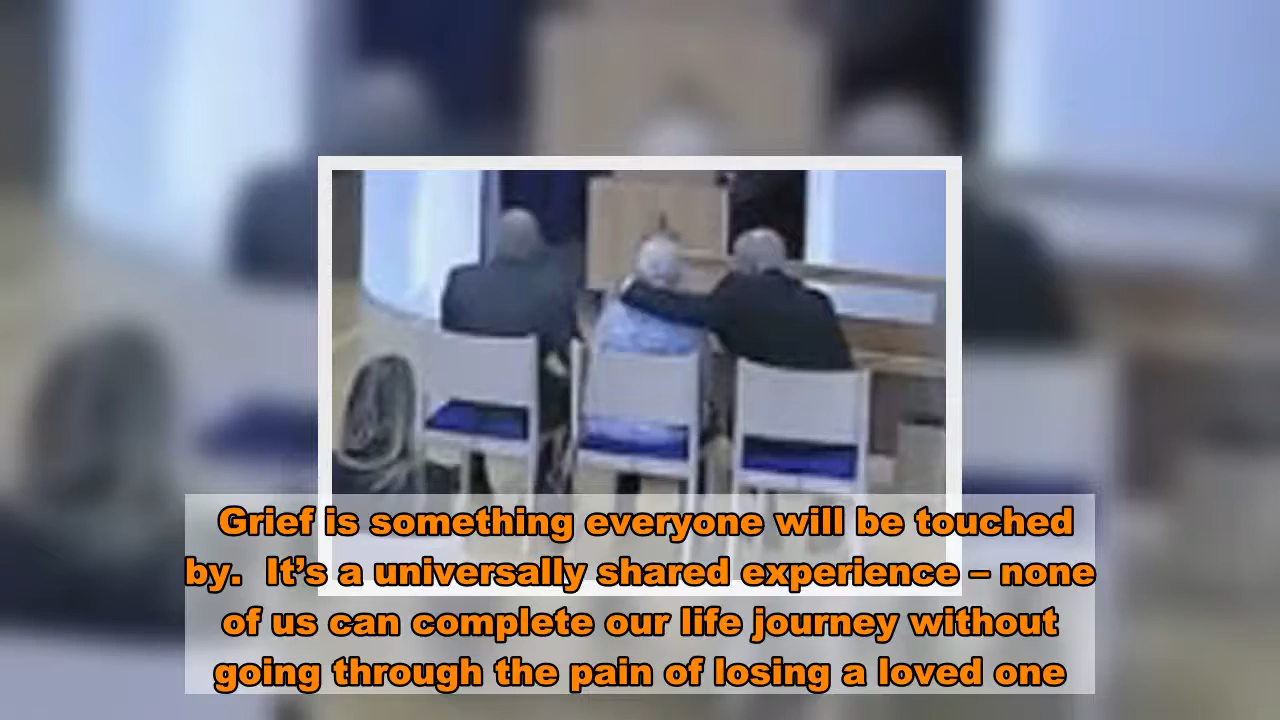 Grief is something everyone will be touched
by.  It’s a universally shared experience – none
of us can complete our life journey without
going through the pain of losing a loved one